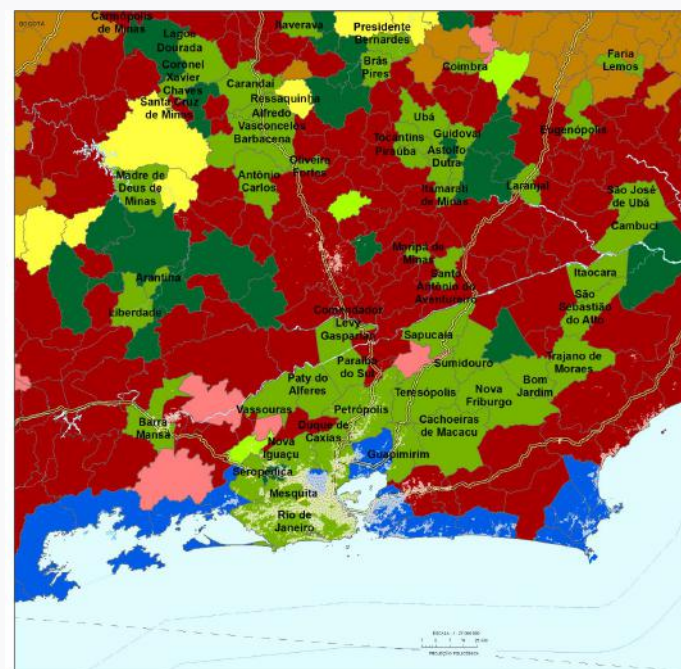 Carmópolis
de Minas
Lagoa
Dourada
Itaverava
Presidente
Bernardes
Coronel
Xavier
Chaves
Carandaí
Brás
Pires
Coimbra
Faria
Lemos
Santa Cruz
de Minas
Ressaquinha
Alfredo
Vasconcelos
Barbacena
Ubá
Guidoval
Eugenópolis
Tocantins
Piraúba
Astolfo
Dutra
Oliveira
Fortes
Madre de
Deus de
Minas
Antônio
Carlos
Itamarati
de Minas
Laranjal
São José
de Ubá
Cambuci
Maripá de
Minas
Arantina
Santo
Antônio do
Aventureiro
Itaocara
Liberdade
São
Sebastião
do Alto
Comendador
Levy
Gasparian
Sapucaia
Paraíba
do Sul
Sumidouro
Trajano de
Moraes
Paty do
Alferes
Teresópolis
Nova
Friburgo
Bom
Jardim
Vassouras
Petrópolis
Barra
Mansa
Duque de
Caxias
Cachoeiras
de Macacu
Nova
Iguaçu
Guapimirim
Seropédica
Mesquita
Rio de
Janeiro